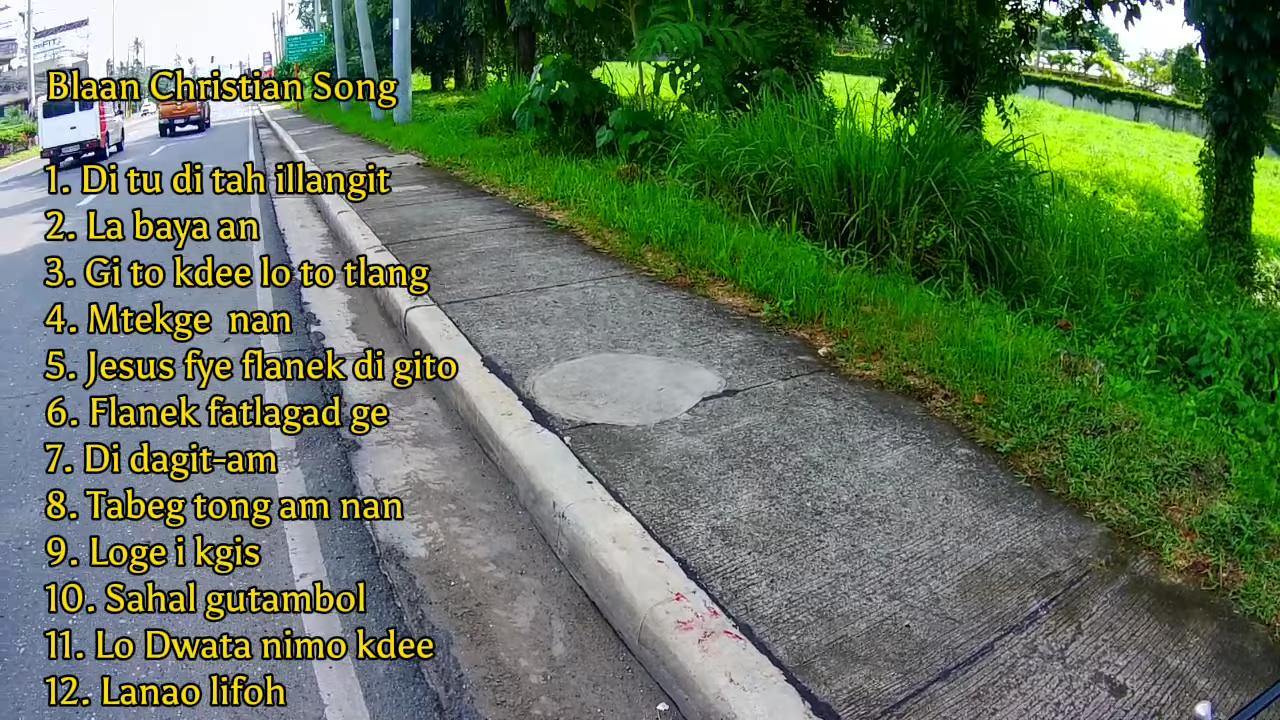 Blaan Christian Song
1. Di tu di tah illangit
2. La baya an
3. Gi to kdee lo to tlang
4. Mtekge nan
5. Jesus fye flanek di gito
6. Flanek fatlagad ge
7. Di dagit-am
8. Tabeg tong am nan
9. Loge i kgis
10. Sahal gutambol
11. Lo Dwata nimo kdee
12. Lanao lifoh